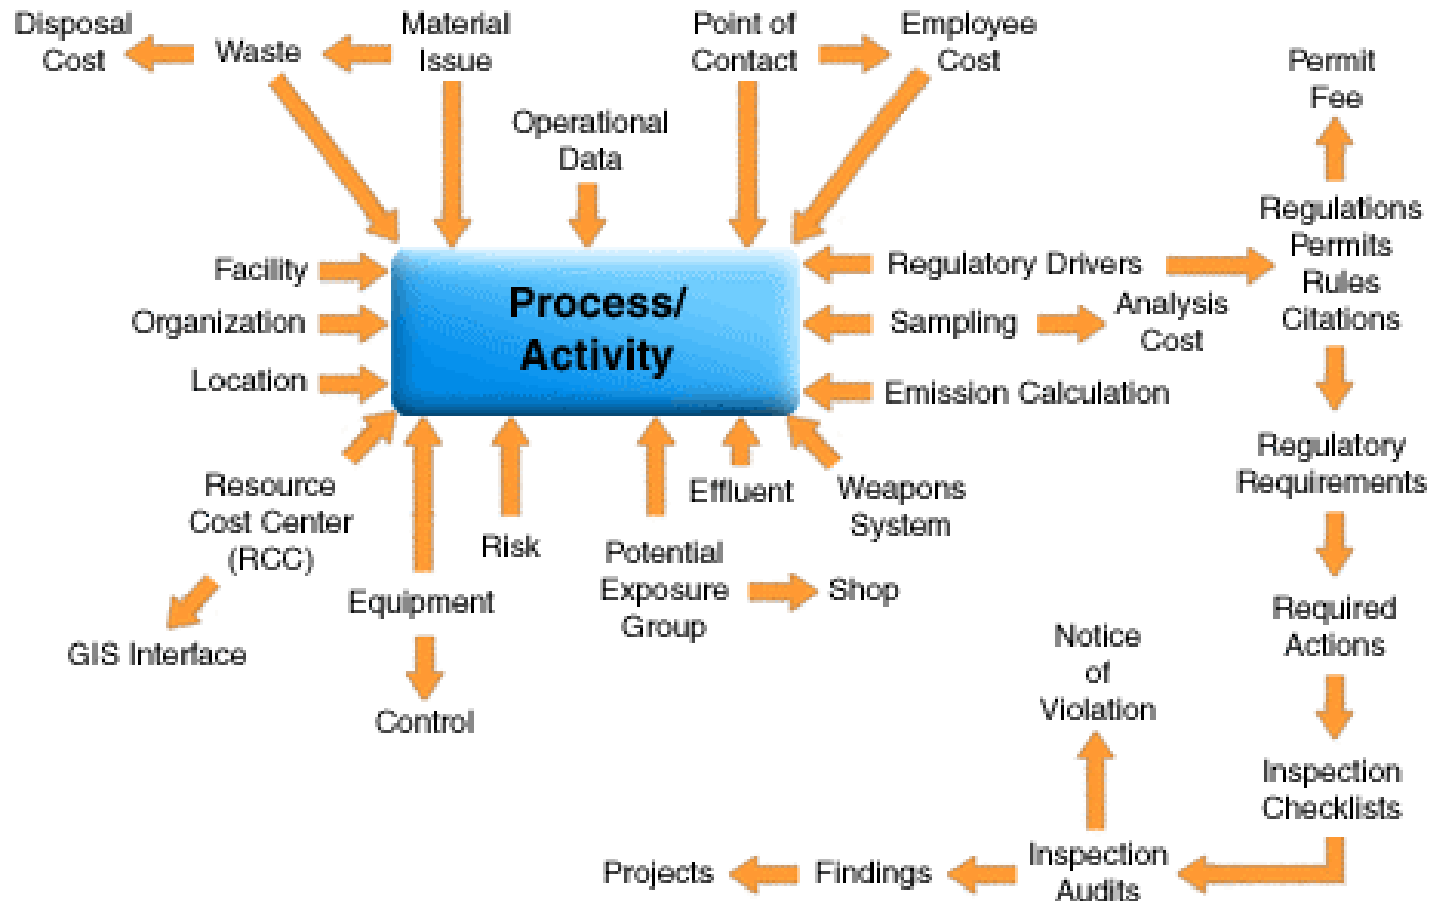 Disposal
Cost
Waste
Material
Issue
Point of
Contact
Employee
Cost
Permit
Fee
Operational
Data
Regulations
Permits
Rules
Citations
Facility
Organization
Location
Process/
Activity
Regulatory Drivers
Sampling
Analysis
Cost
Emission Calculation
Regulatory
Requirements
Resource
Cost Center
(RCC)
Risk
Effluent
Weapons
System
Potential
Exposure
Group
Shop
Equipment
GIS Interface
Control
Required
Actions
Notice
of
Violation
Inspection
Checklists
Projects
Findings
Inspection
Audits